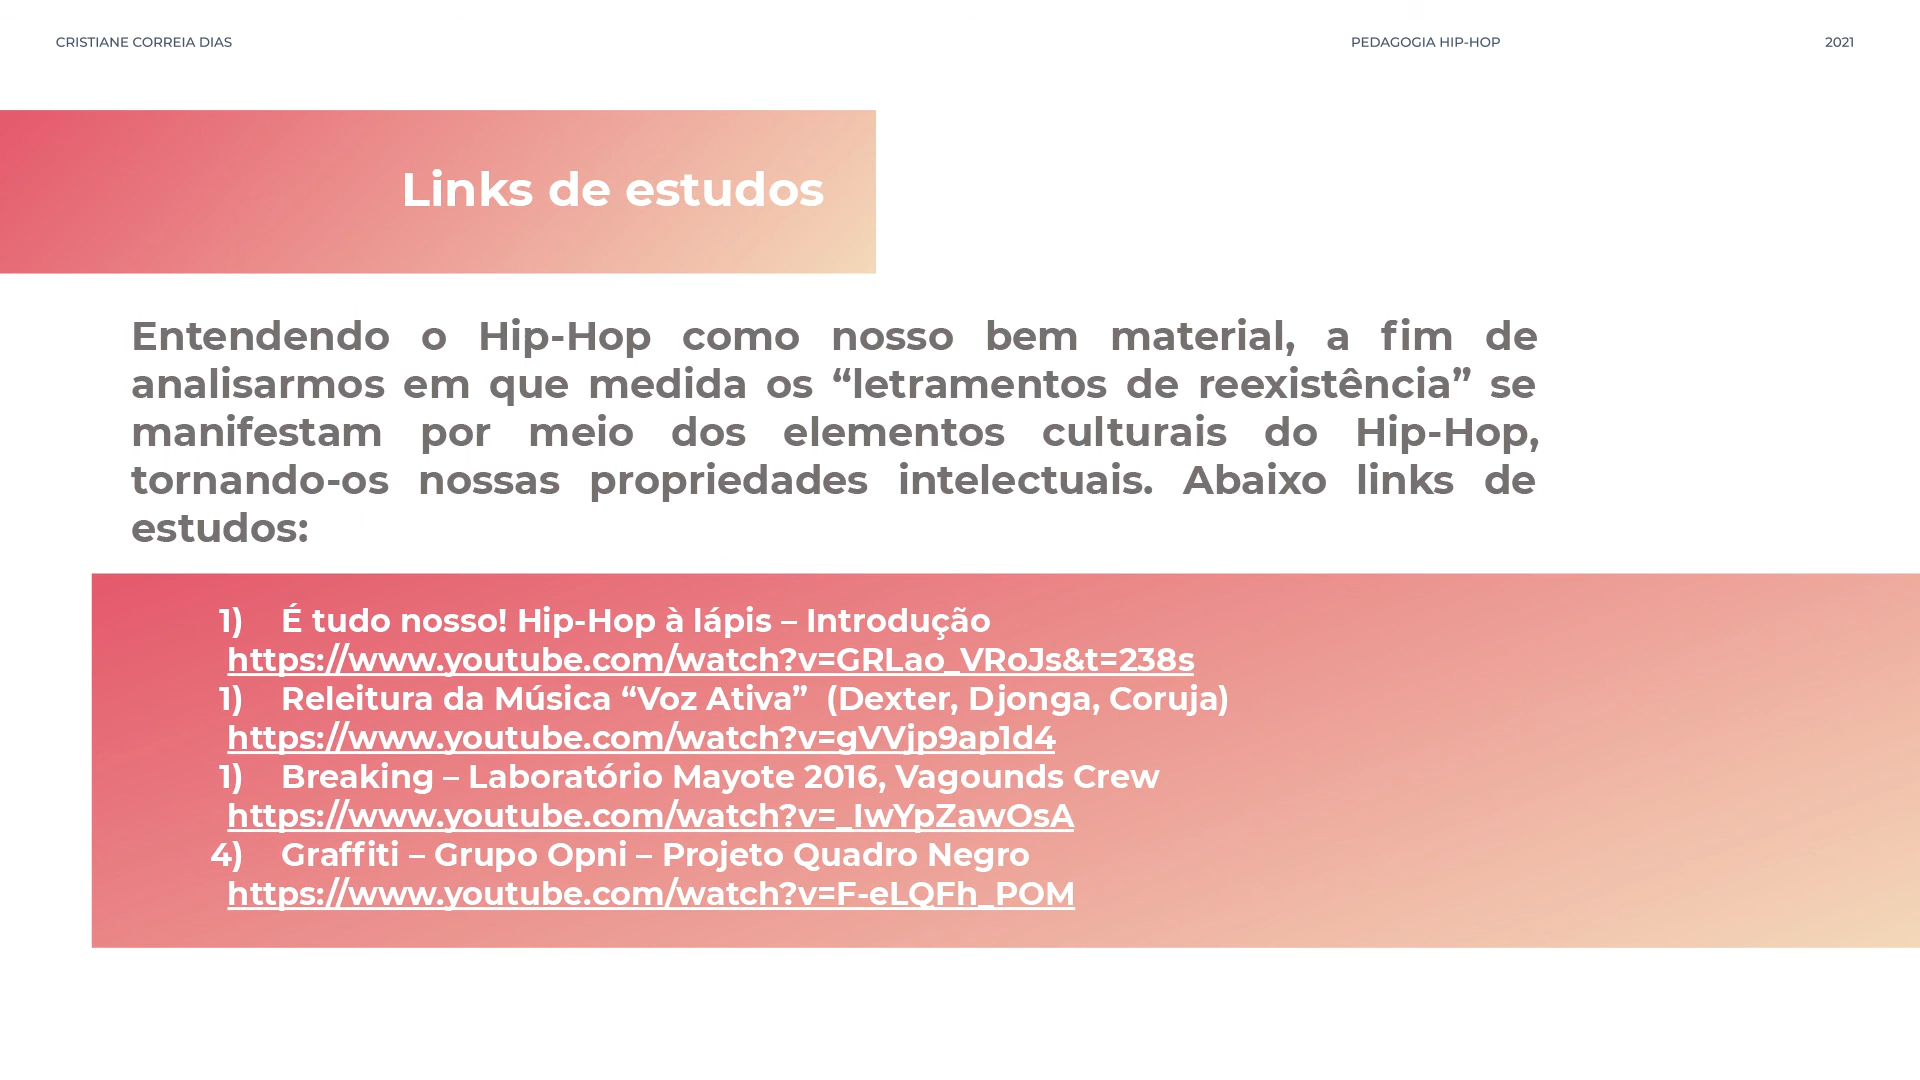 CRISTIANE CORREIA DIAS
PEDAGOGIA HIP-HOP
2021
Links de estudos
Entendendo o Hip-Hop como nosso bem material, a fim de
analisarmos em que medida os “letramentos de reexistência” se
manifestam por meio dos elementos culturais do Hip-Hop,
tornando-os nossas propriedades intelectuais. Abaixo links de
estudos:
1) É tudo nosso! Hip-Hop à lápis – Introdução
https://www.youtube.com/watch?v=GRLao_VRoJs&t=238s
1) Releitura da Música “Voz Ativa” (Dexter, Djonga, Coruja)
https://www.youtube.com/watch?v=gVVjp9ap1d4
1) Breaking – Laboratório Mayote 2016, Vagounds Crew
https://www.youtube.com/watch?v=_IwYpZawOsA
4) Graffiti – Grupo Opni – Projeto Quadro Negro
https://www.youtube.com/watch?v=F-eLQFh_POM